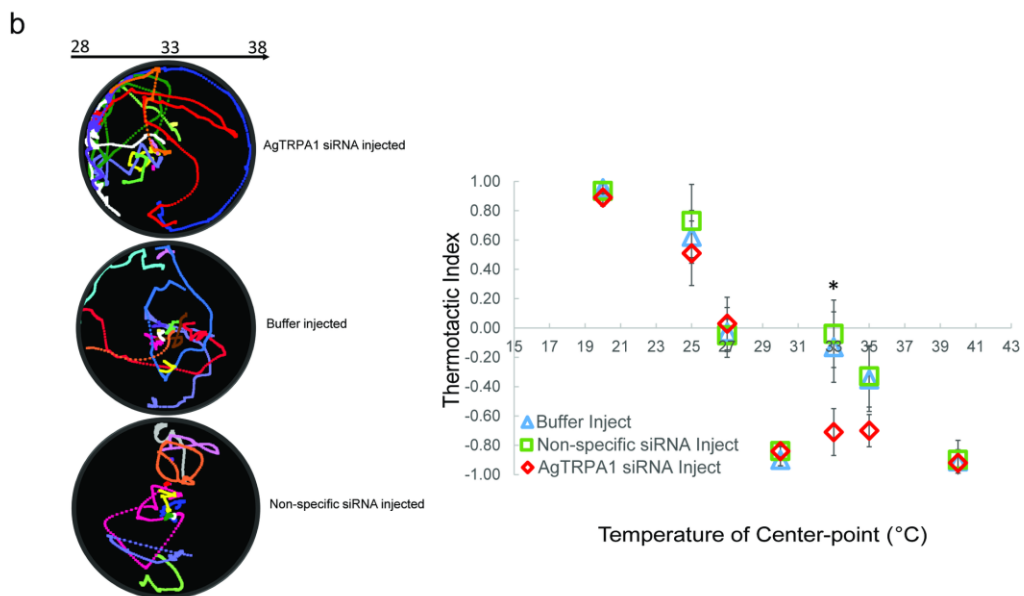 b
28 33 38
AgTRPA1 siRNA injected
Buffer injected
Non-specific siRNA injected
1.00
0.80
0.60
0.40
0.20
0.00
-0.20
-0.40
-0.60
-0.80
-1.00
Thermotactic Index
*
15 17 19 21 23 25 27 29 31 33 35 37 39 41 43
Buffer Inject
Non-specific siRNA Inject
AgTRPA1 siRNA Inject
Temperature of Center-point (°C)